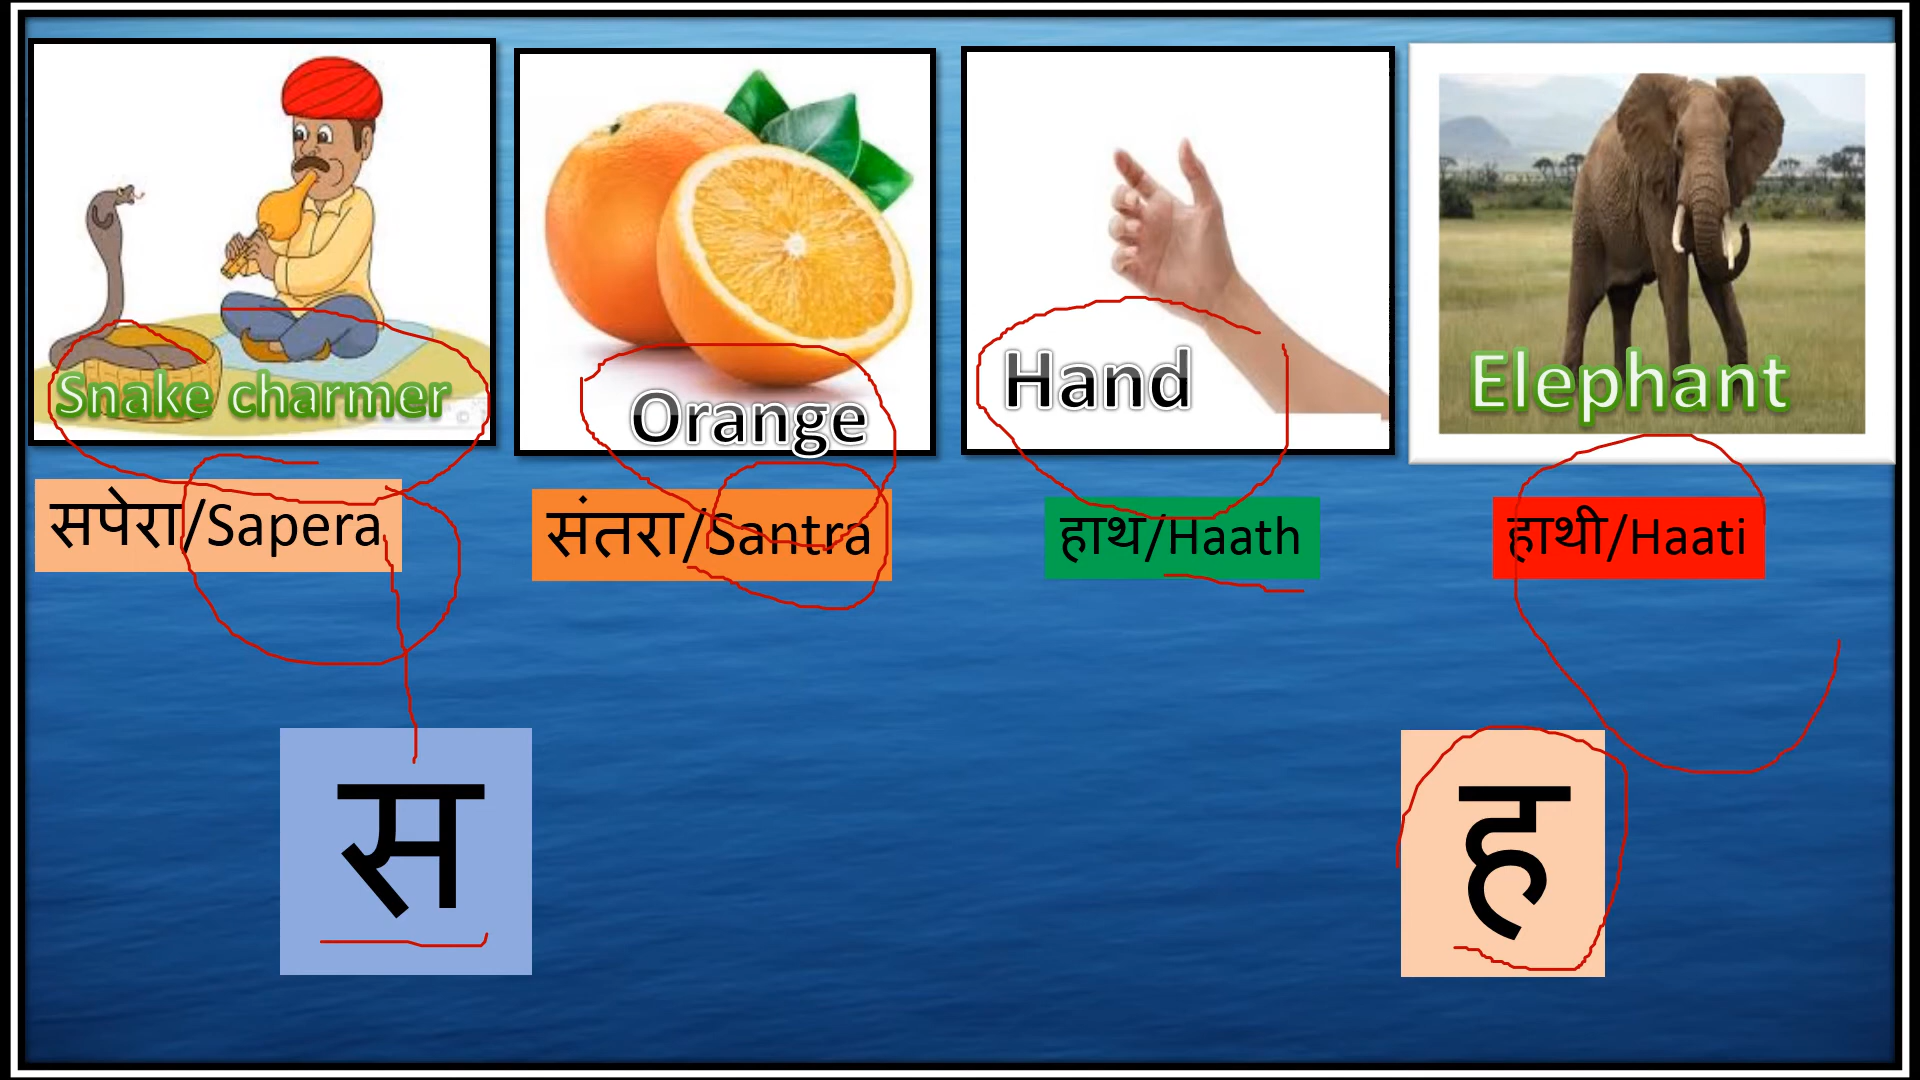 Snake charmer
Orange
Hand
Elephant
सपेरा/Sapera
संतरा/Santra
हाथ/Haath
हाथी/Haati
स
ह